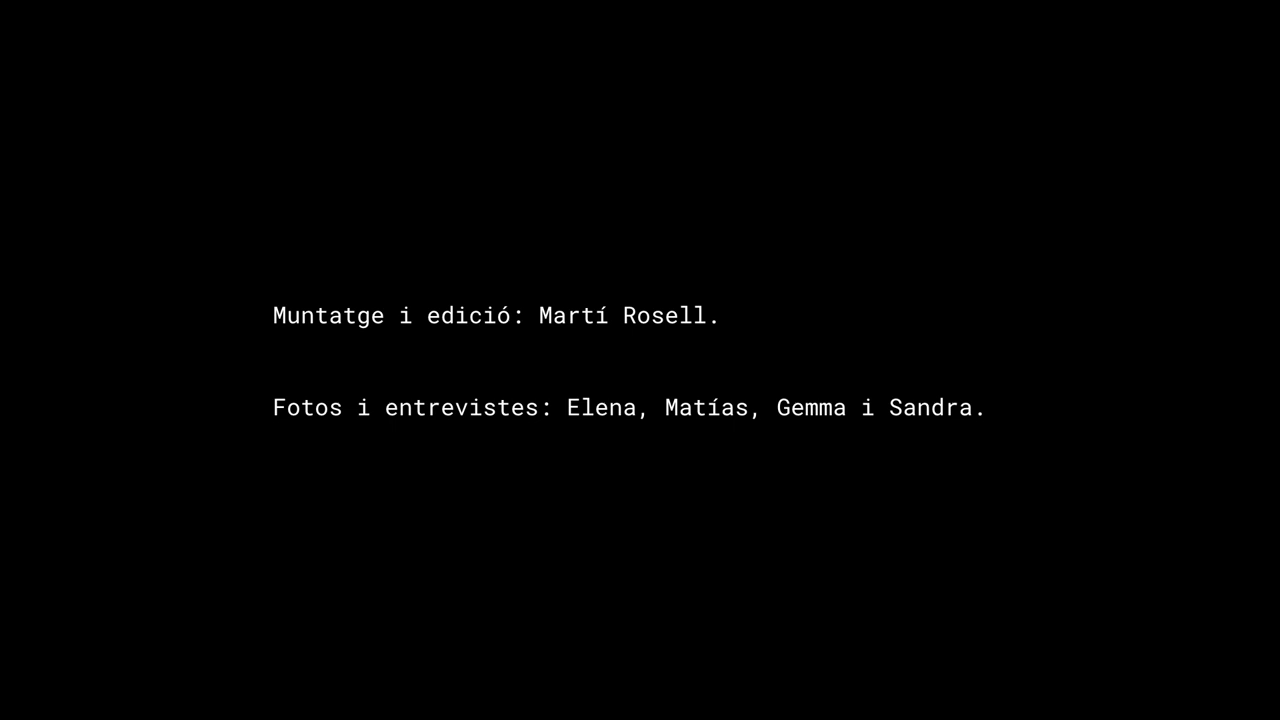 Muntatge i edició: Martí Rosell.
Fotos i entrevistes: Elena, Matías, Gemma i Sandra.